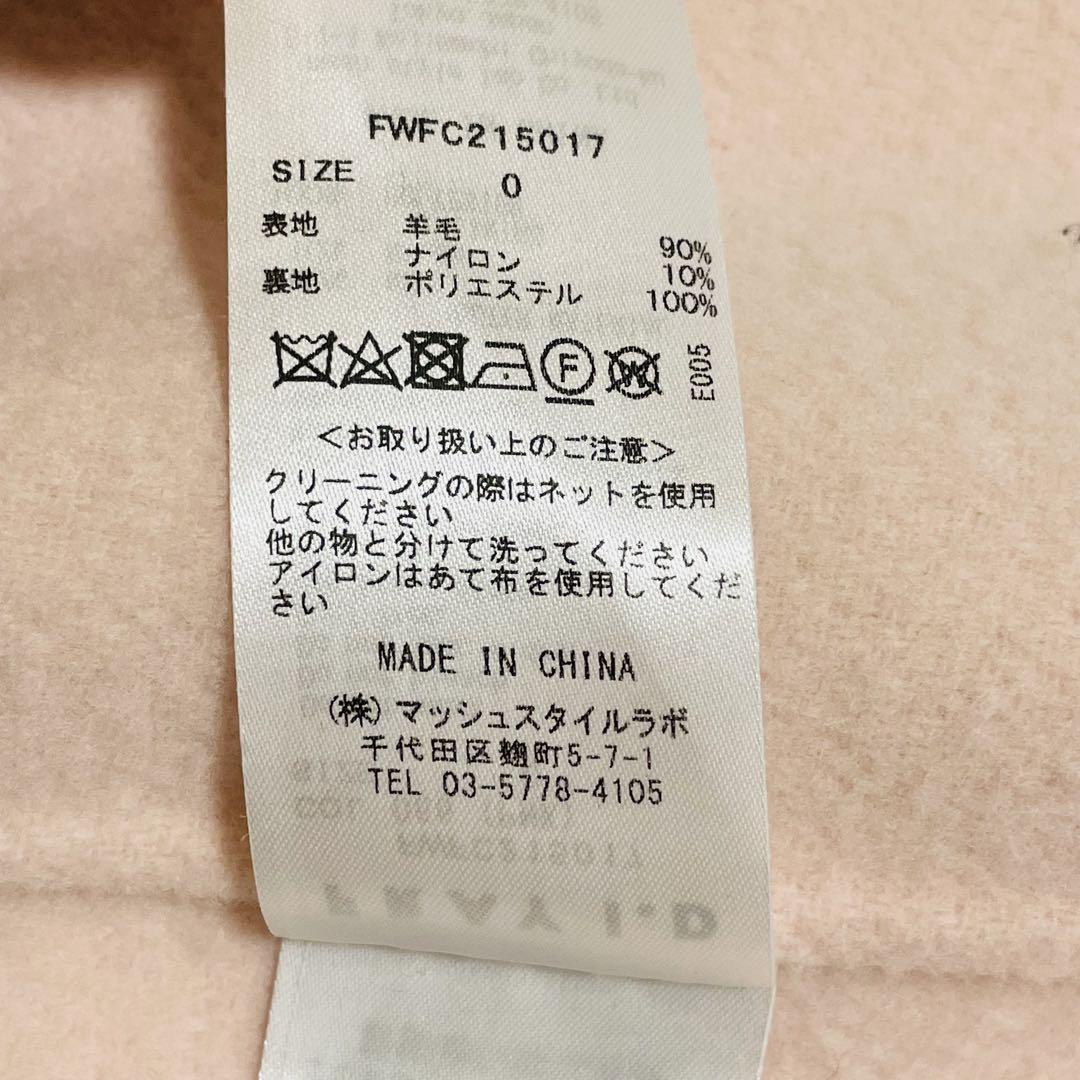 FWFC215017
SIZE 0
表地 羊毛 90%
ナイロン 10%
裏地 ポリエステル 100%
F W E005
<お取り扱い上のご注意>
クリーニングの際はネットを使用
してください
他の物と分けて洗ってください
アイロンはあて布を使用してくだ
さい
MADE IN CHINA
(株)マッシュスタイルラボ
千代田区麹町5-7-1
TEL 03-5778-4105
FWFC215017
FRAY I.D